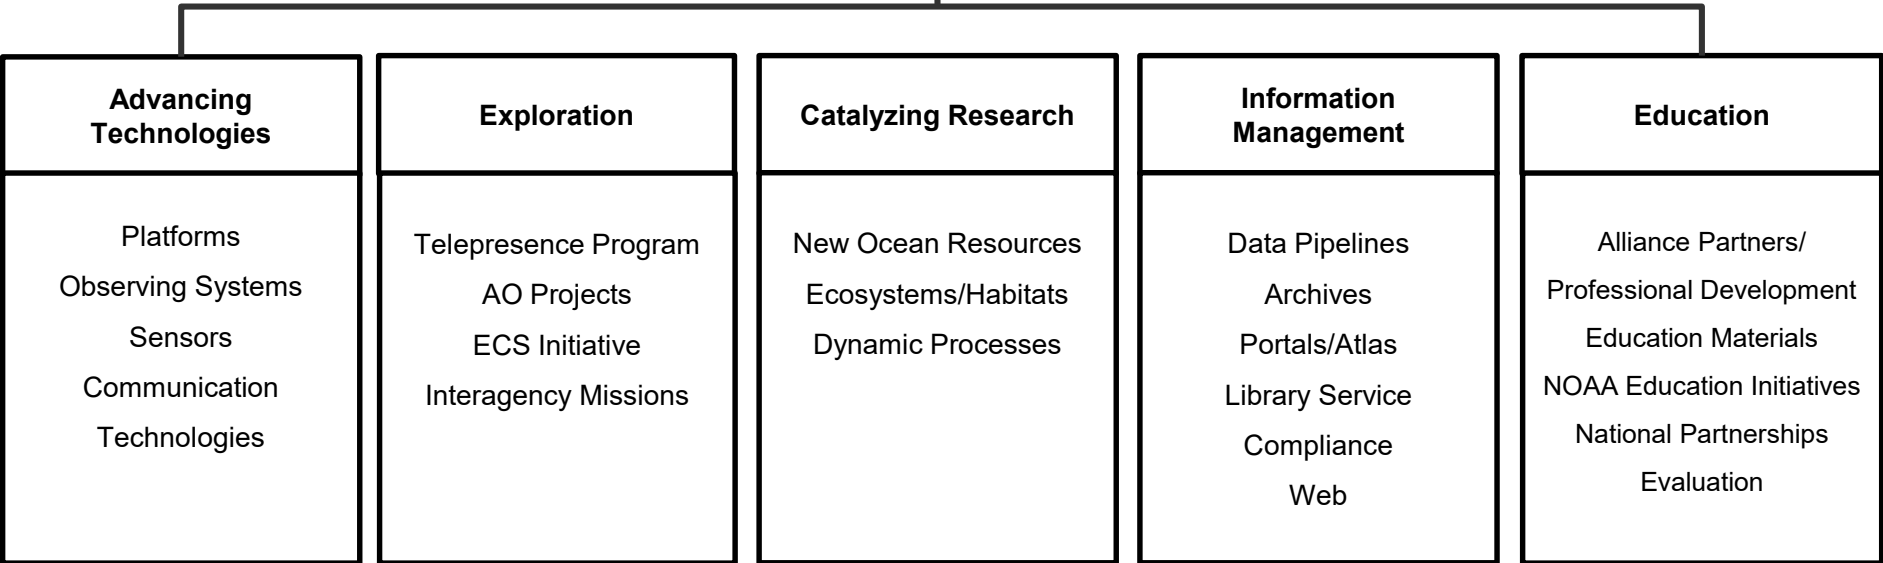 Advancing
Technologies
Platforms
Observing Systems
Sensors
Communication
Technologies
Exploration
Telepresence Program
AO Projects
ECS Initiative
Interagency Missions
Catalyzing Research
New Ocean Resources
Ecosystems/Habitats
Dynamic Processes
Information
Management
Data Pipelines
Archives
Portals/Atlas
Library Service
Compliance
Web
Education
Alliance Partners/
Professional Development
Education Materials
NOAA Education Initiatives
National Partnerships
Evaluation